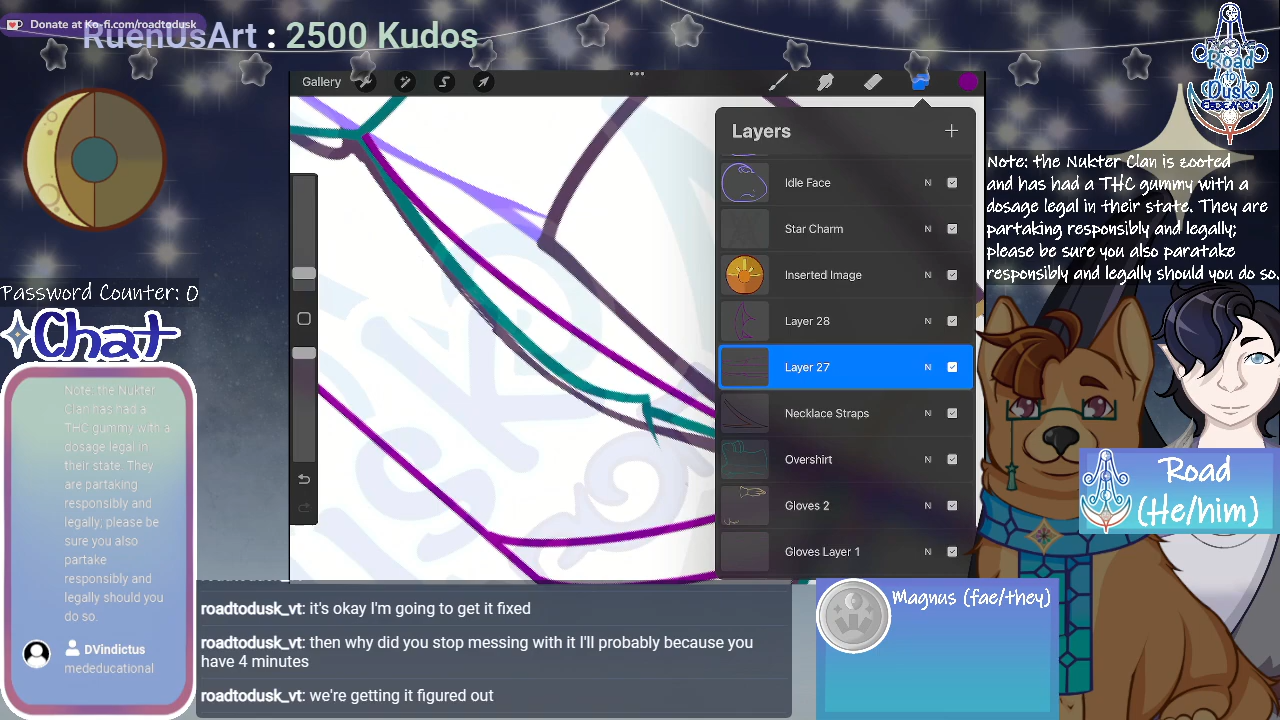 Donate at Ko-fi.com/roadtodusk
RuenUsArt : 2500 Kudos
Road
to
Dusk
Gallery
Layers
Idle Face N
Star Charm N
Inserted Image N
Layer 28 N
Layer 27 N
Necklace Straps N
Overshirt N
Gloves 2 N
Gloves Layer 1 N
Note: the Nukter Clan is zooted
and has had a THC gummy with a
dosage legal in their state. They are
partaking responsibly and legally;
please be sure you also paratake
responsibly and legally should you do so.
Password Counter: 0
Chat
Note: the Nukter
Clan has had a
THC gummy with a
dosage legal in
their state. They
are partaking
responsibly and
legally; please be
sure you also
partake
responsibly and
legally should you
do so.
DVindictus
mededucational
roadtodusk_vt: it's okay I'm going to get it fixed
roadtodusk_vt: then why did you stop messing with it I'll probably because you
have 4 minutes
roadtodusk_vt: we're getting it figured out
Road
(He/him)
Magnus (fae/they)